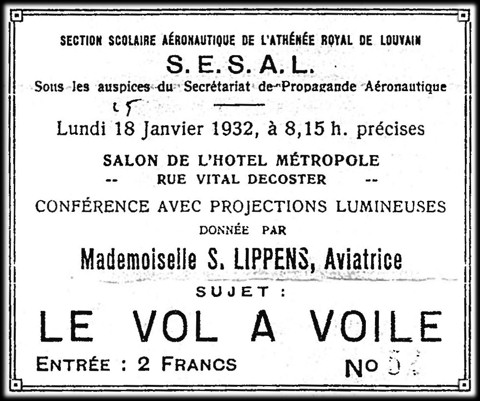 SECTION SCOLAIRE AÉRONAUTIQUE DE L'ATHÉNÉE ROYAL DE LOUVAIN
S.E.S.A.L.
Sous les auspices du Secrétariat de Propagande Aéronautique
15
Lundi 18 Janvier 1932, à 8,15 h. précises
SALON DE L'HOTEL MÉTROPOLE
-- RUE VITAL DECOSTER --
CONFÉRENCE AVEC PROJECTIONS LUMINEUSES
DONNÉE PAR
Mademoiselle S. LIPPENS, Aviatrice
SUJET :
LE VOL A VOILE
ENTRÉE : 2 FRANCS No